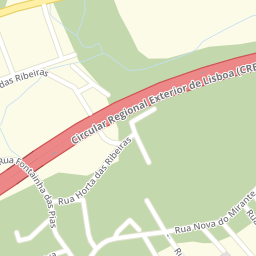 das Ribeiras
Circular Regional Exterior de Lisboa (CRE
Rua Fontaínha das Pias
Rua Horta das Ribeiras
Rua Nova do Mirante